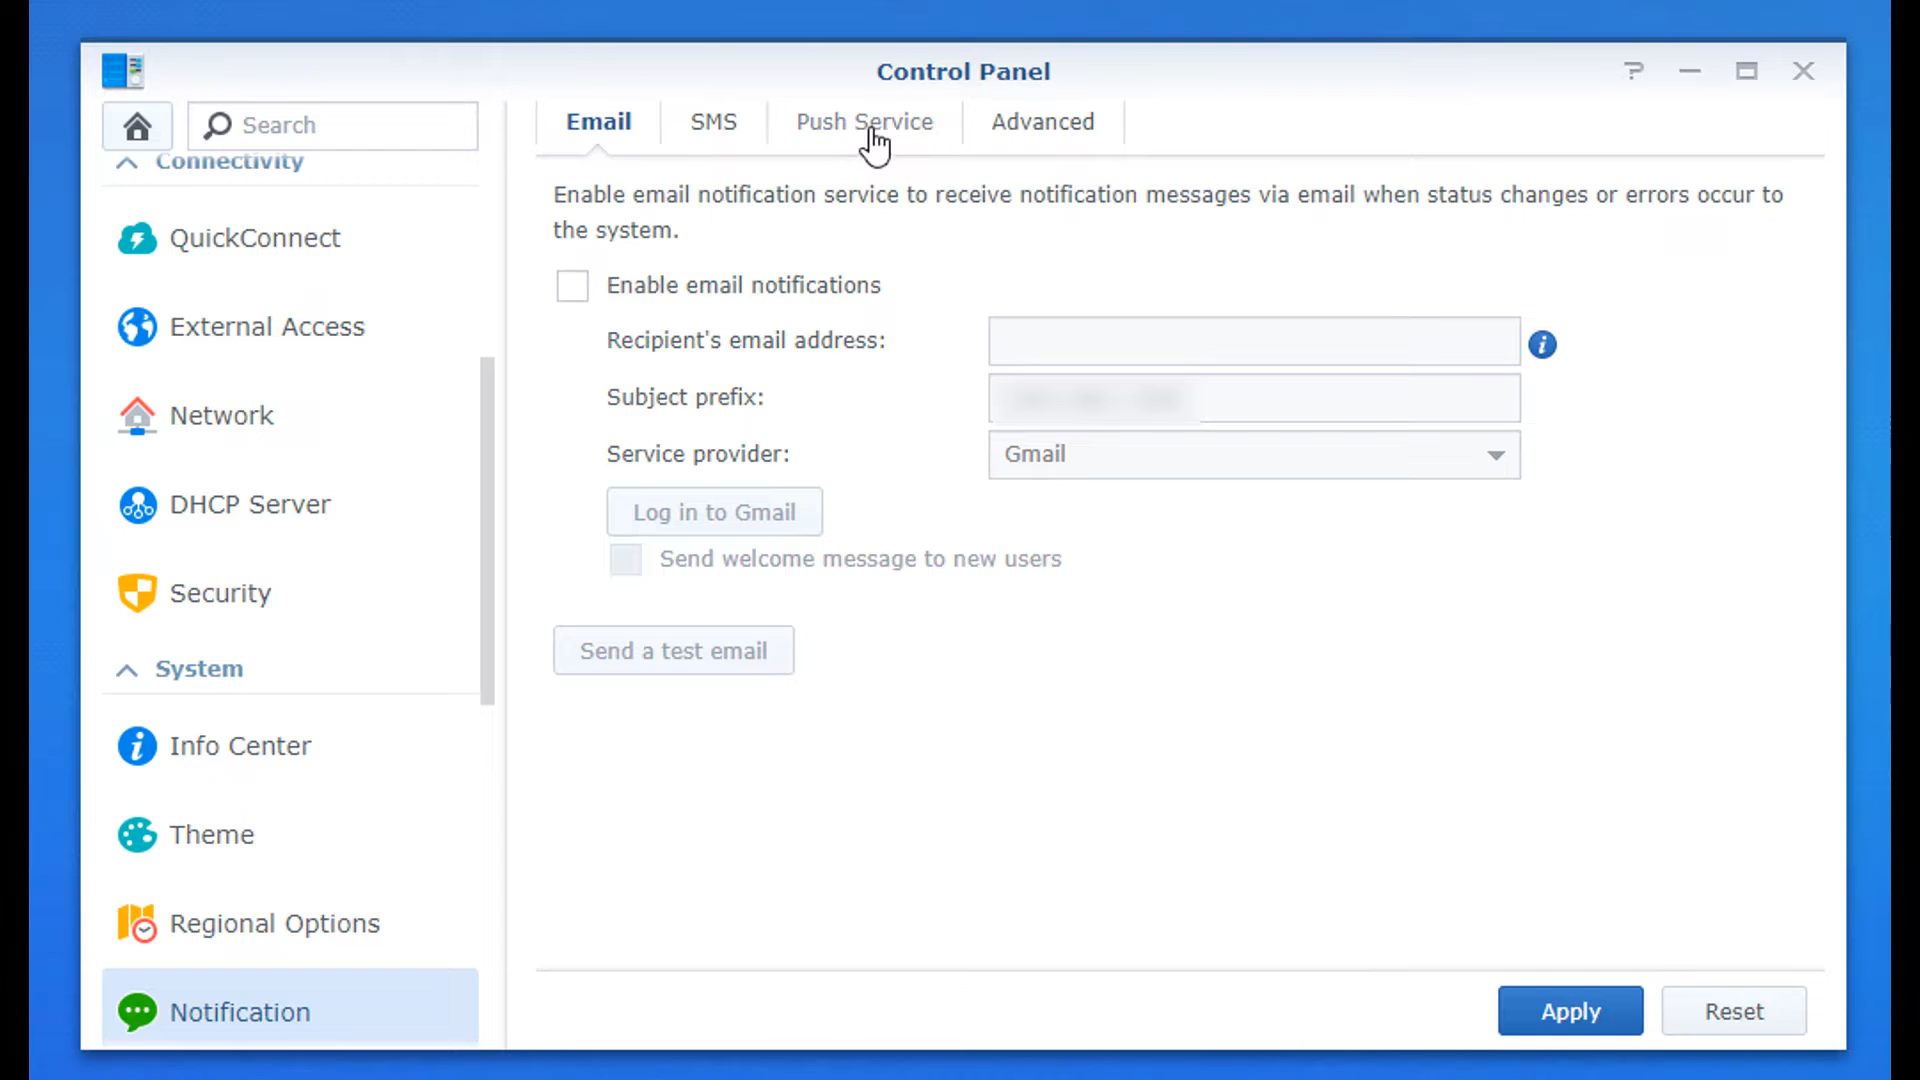 Control Panel
Search
Connectivity
QuickConnect
External Access
Network
DHCP Server
Security
System
Info Center
Theme
Regional Options
Notification
Email SMS Push Service Advanced
Enable email notification service to receive notification messages via email when status changes or errors occur to
the system.
Enable email notifications
Recipient's email address:
Subject prefix:
Service provider: Gmail
Log in to Gmail
Send welcome message to new users
Send a test email
Apply Reset